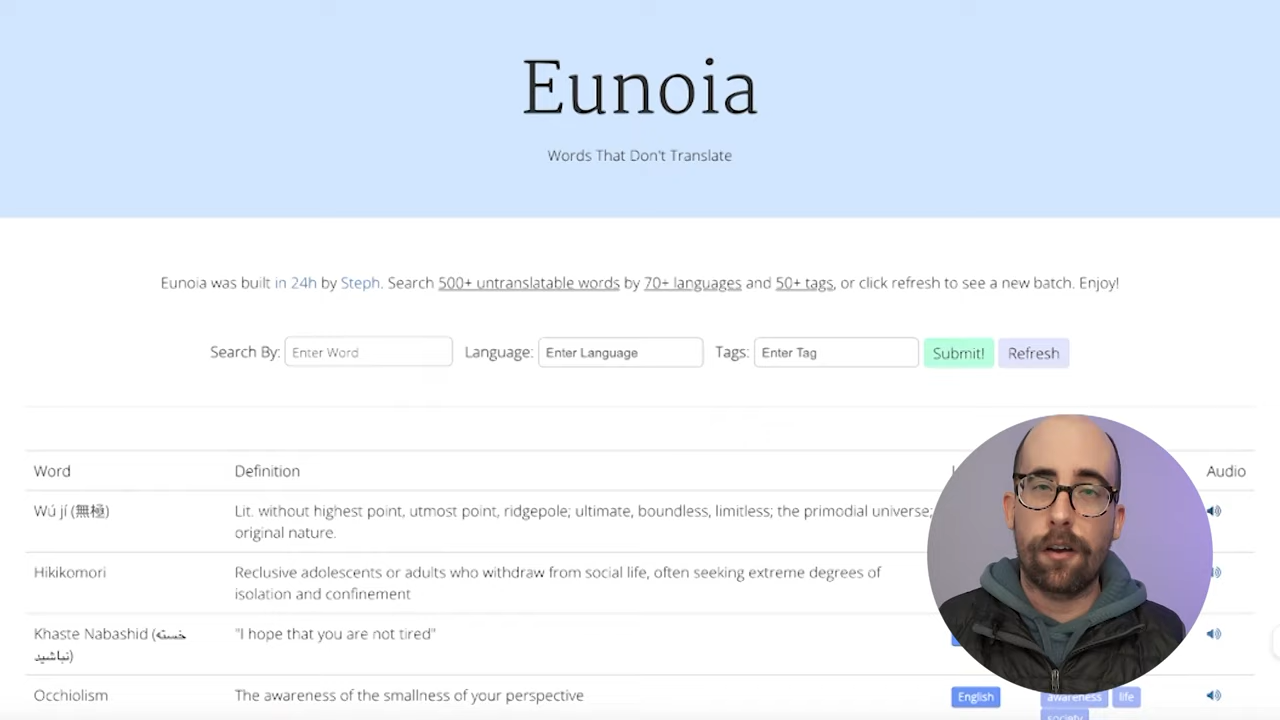 Eunoia
Words That Don't Translate
Eunoia was built in 24h by Steph. Search 500+ untranslatable words by 70+ languages and 50+ tags, or click refresh to see a new batch. Enjoy!
Search By: Enter Word Language: Enter Language Tags: Enter Tag Submit! Refresh
Word Definition Audio
Wú jí (無極) Lit. without highest point, utmost point, ridgepole; ultimate, boundless, limitless; the primodial universe;
original nature.
Hikikomori Reclusive adolescents or adults who withdraw from social life, often seeking extreme degrees of
isolation and confinement
Khaste Nabashid (خسته "I hope that you are not tired"
نباشید)
Occhiolism The awareness of the smallness of your perspective English awareness life
society